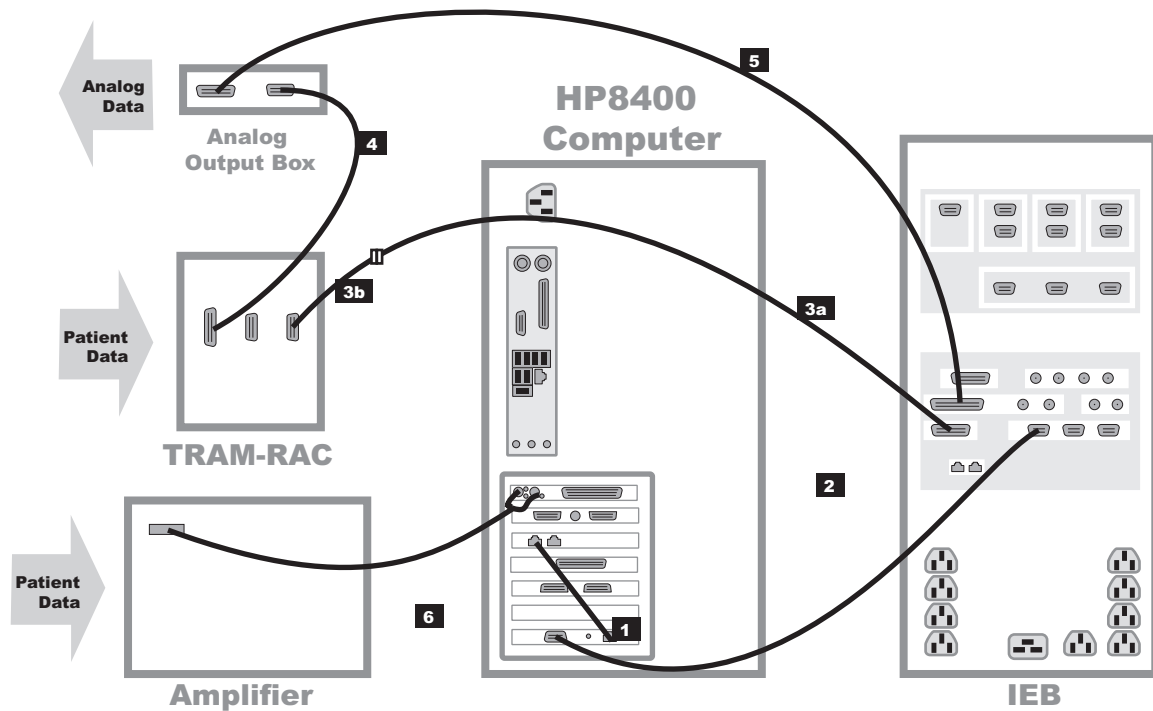 5
Analog
Data
HP8400
Computer
Analog
Output Box
4
3b
3a
Patient
Data
TRAM-RAC
2
Patient
Data
6
1
Amplifier
IEB